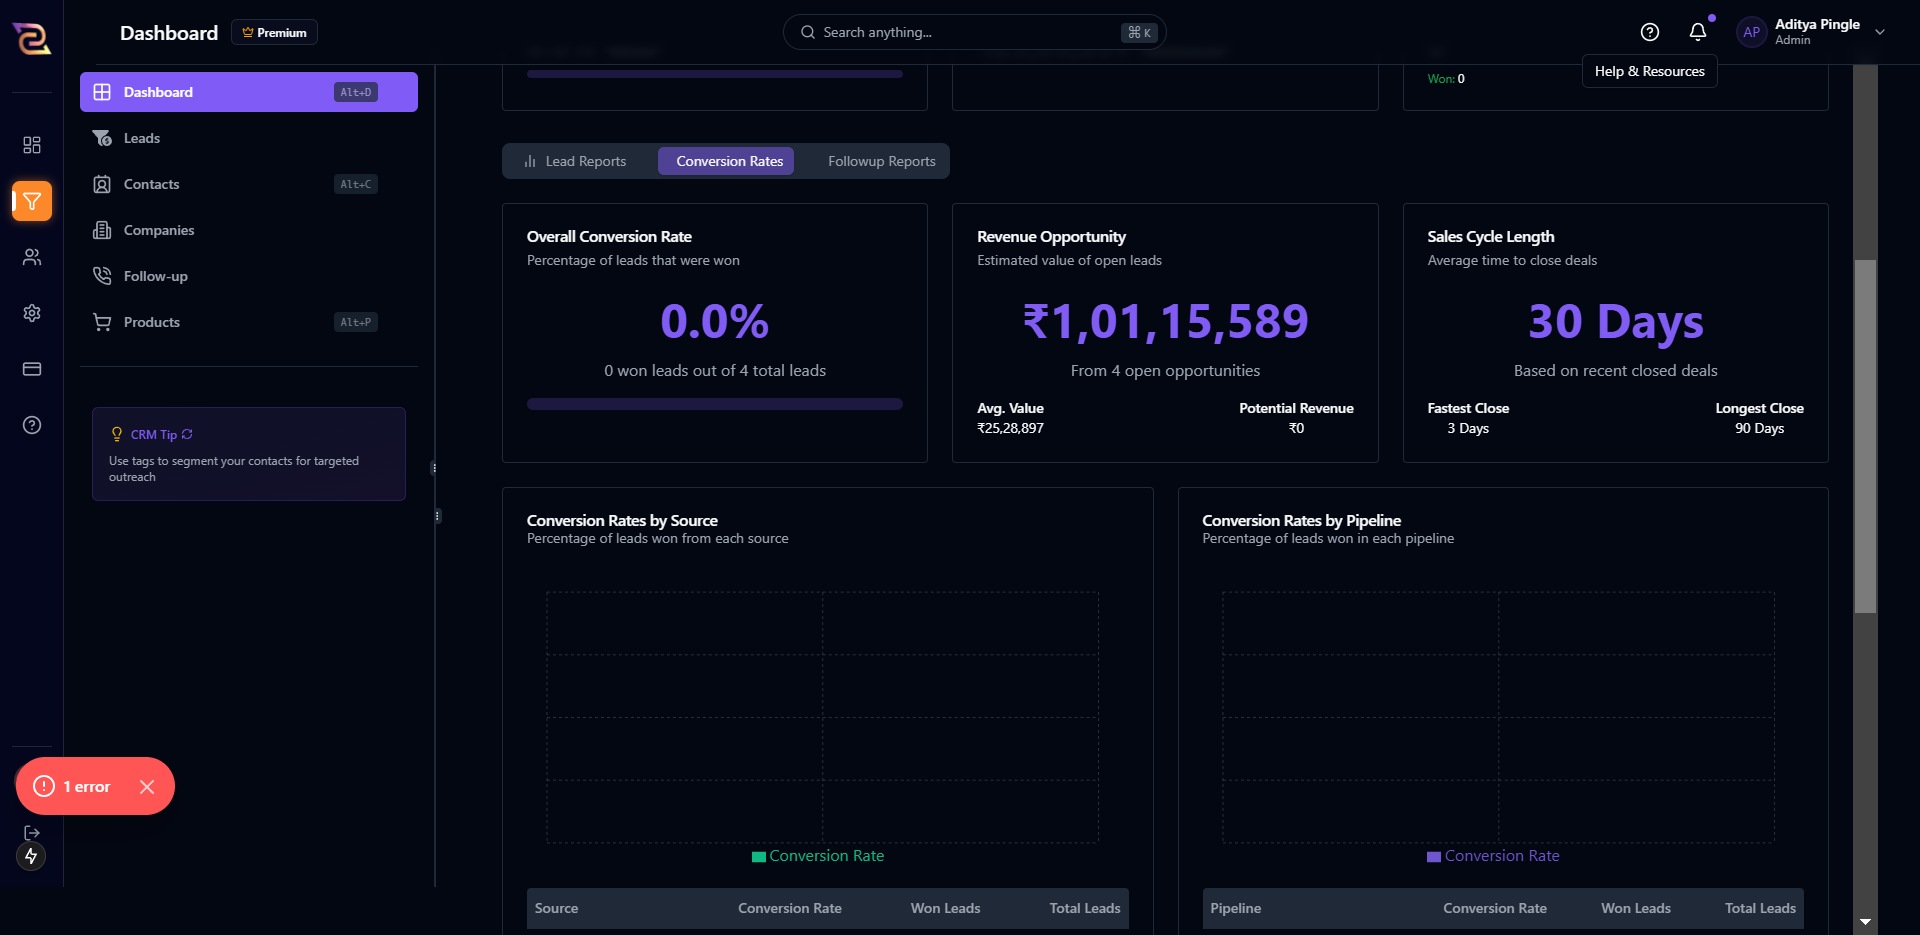 Dashboard
Premium
Search anything...
⌘ K
AP
Aditya Pingle
Admin
Help & Resources
Dashboard
Alt+D
Leads
Contacts
Alt+C
Companies
Follow-up
Products
Alt+P
CRM Tip
Use tags to segment your contacts for targeted
outreach
1 error
Won: 0
Lead Reports
Conversion Rates
Followup Reports
Overall Conversion Rate
Percentage of leads that were won
0.0%
0 won leads out of 4 total leads
Revenue Opportunity
Estimated value of open leads
₹1,01,15,589
From 4 open opportunities
Avg. Value
₹25,28,897
Potential Revenue
₹0
Sales Cycle Length
Average time to close deals
30 Days
Based on recent closed deals
Fastest Close
3 Days
Longest Close
90 Days
Conversion Rates by Source
Percentage of leads won from each source
Conversion Rate
Source Conversion Rate Won Leads Total Leads
Conversion Rates by Pipeline
Percentage of leads won in each pipeline
Conversion Rate
Pipeline Conversion Rate Won Leads Total Leads